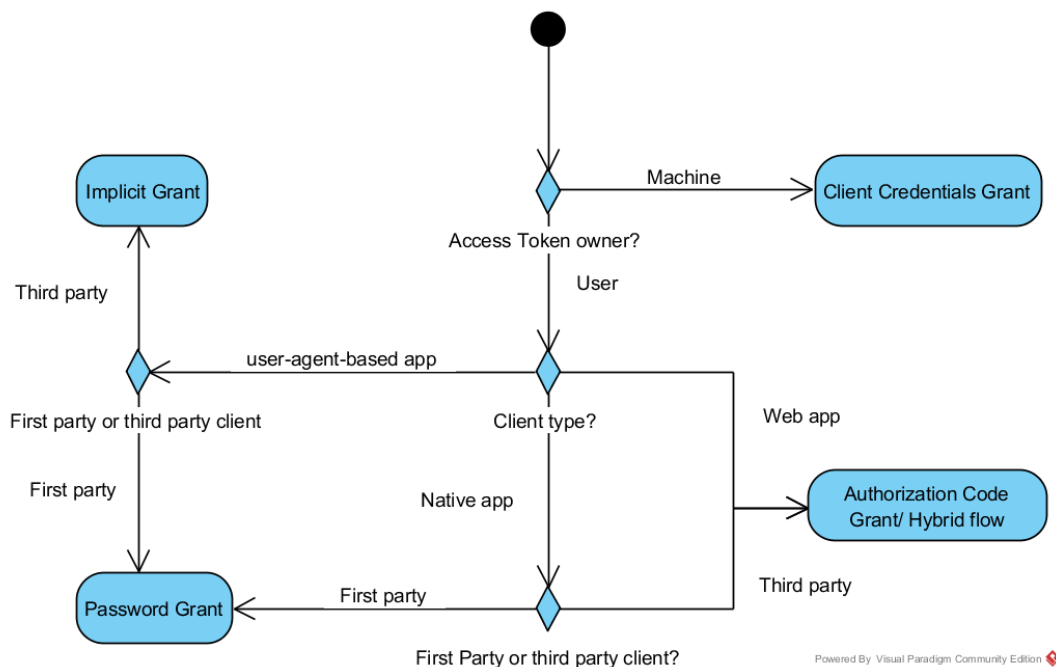 Machine
Implicit Grant
Client Credentials Grant
Access Token owner?
User
Third party
user-agent-based app
First party or third party client
Client type?
Web app
First party
Native app
Authorization Code
Grant/ Hybrid flow
Third party
First party
Password Grant
First Party or third party client?
Powered By Visual Paradigm Community Edition